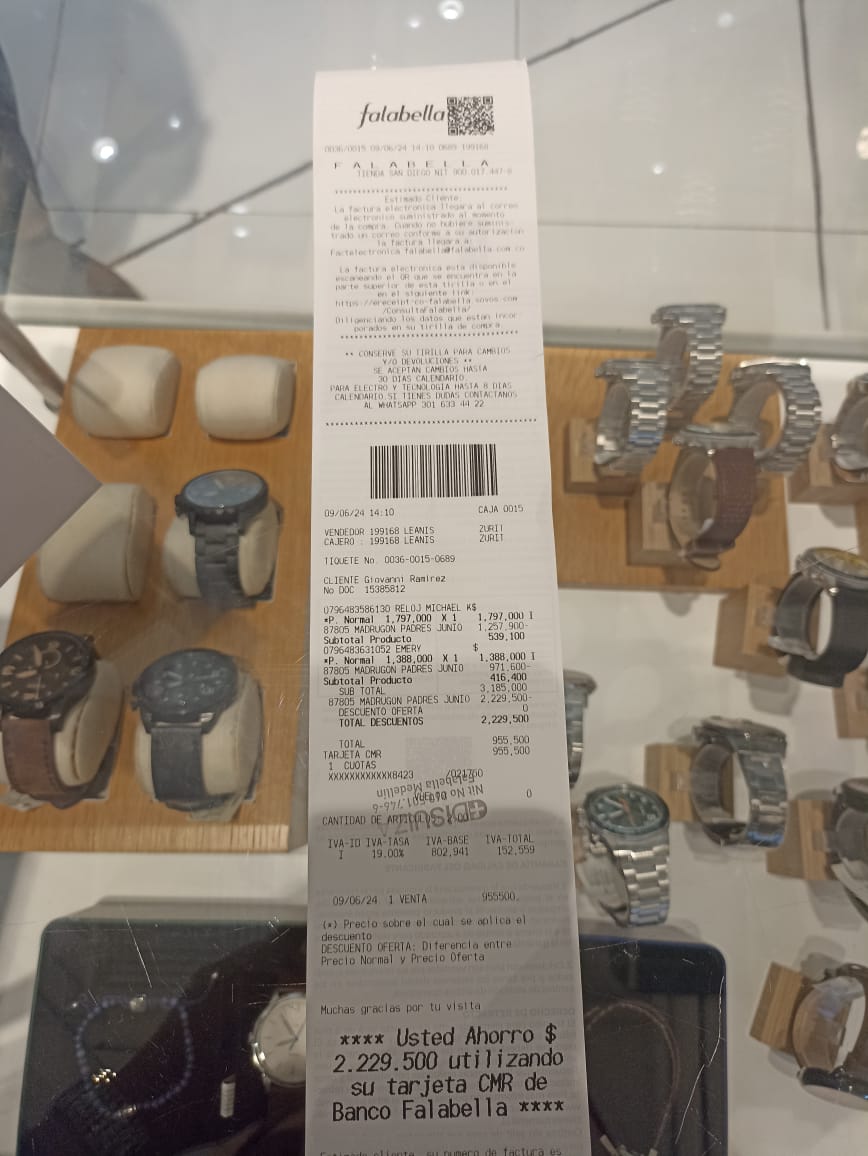 falabella
0036/0015 09/06/24 14:10 0689 199168
F A L A B E L L A
TIENDA SAN DIEGO NIT 900.017.447-8
************************************
Estimado Cliente:
La factura electronica llegara al correo
electronico suministrado al momento
de la compra. Cuando no hubiere suminis-
trado un correo conforme a su autorizacion
la factura llegara a:
Factelectronica.falabella@falabella.com.co
La factura electronica esta disponible
escaneando el QR que se encuentra en la
parte superior de esta tirilla o en el
en el siguiente link:
https://ereceipt-co-falabella.sovos.com
/ConsultaFalabella/
Diligenciando los datos que estan incor
porados en su tirilla de compra.
************************************
** CONSERVE SU TIRILLA PARA CAMBIOS
Y/O DEVOLUCIONES **
SE ACEPTAN CAMBIOS HASTA
30 DIAS CALENDARIO.
PARA ELECTRO Y TECNOLOGIA HASTA 8 DIAS
CALENDARIO.SI TIENES DUDAS CONTACTANOS
AL WHATSAPP 301 633 44 22
************************************
09/06/24 14:10 CAJA 0015
VENDEDOR 199168 LEANIS ZURIT
CAJERO : 199168 LEANIS ZURIT
TIQUETE No. 0036-0015-0689
CLIENTE Giovanni Ramirez
No DOC 15385812
0796483586130 RELOJ MICHAEL K$
*P. Normal 1,797,000 X 1 1,797,000 I
87805 MADRUGON PADRES JUNIO 1,257,900-
Subtotal Producto 539,100
0796483631052 EMERY $
*P. Normal 1,388,000 X 1 1,388,000 I
87805 MADRUGON PADRES JUNIO 971,600-
Subtotal Producto 416,400
SUB TOTAL 3,185,000
87805 MADRUGON PADRES JUNIO 2,229,500-
DESCUENTO OFERTA 0
TOTAL DESCUENTOS 2,229,500
TOTAL 955,500
TARJETA CMR 955,500
1 CUOTAS
XXXXXXXXXXXX8423 /021760
Falabella Medellin
Nit No
0
EDISUIZA
CANTIDAD DE ARTICULOS
IVA-ID IVA-TASA IVA-BASE IVA-TOTAL
I 19.00% 802,941 152,559
09/06/24 1 VENTA 955500.
(*) Precio sobre el cual se aplica el
descuento
DESCUENTO OFERTA: Diferencia entre
Precio Normal y Precio Oferta
Muchas gracias por tu visita
**** Usted Ahorro $
2.229.500 utilizando
su tarjeta CMR de
Banco Falabella ****
Estimado cliente, su numero de factura es